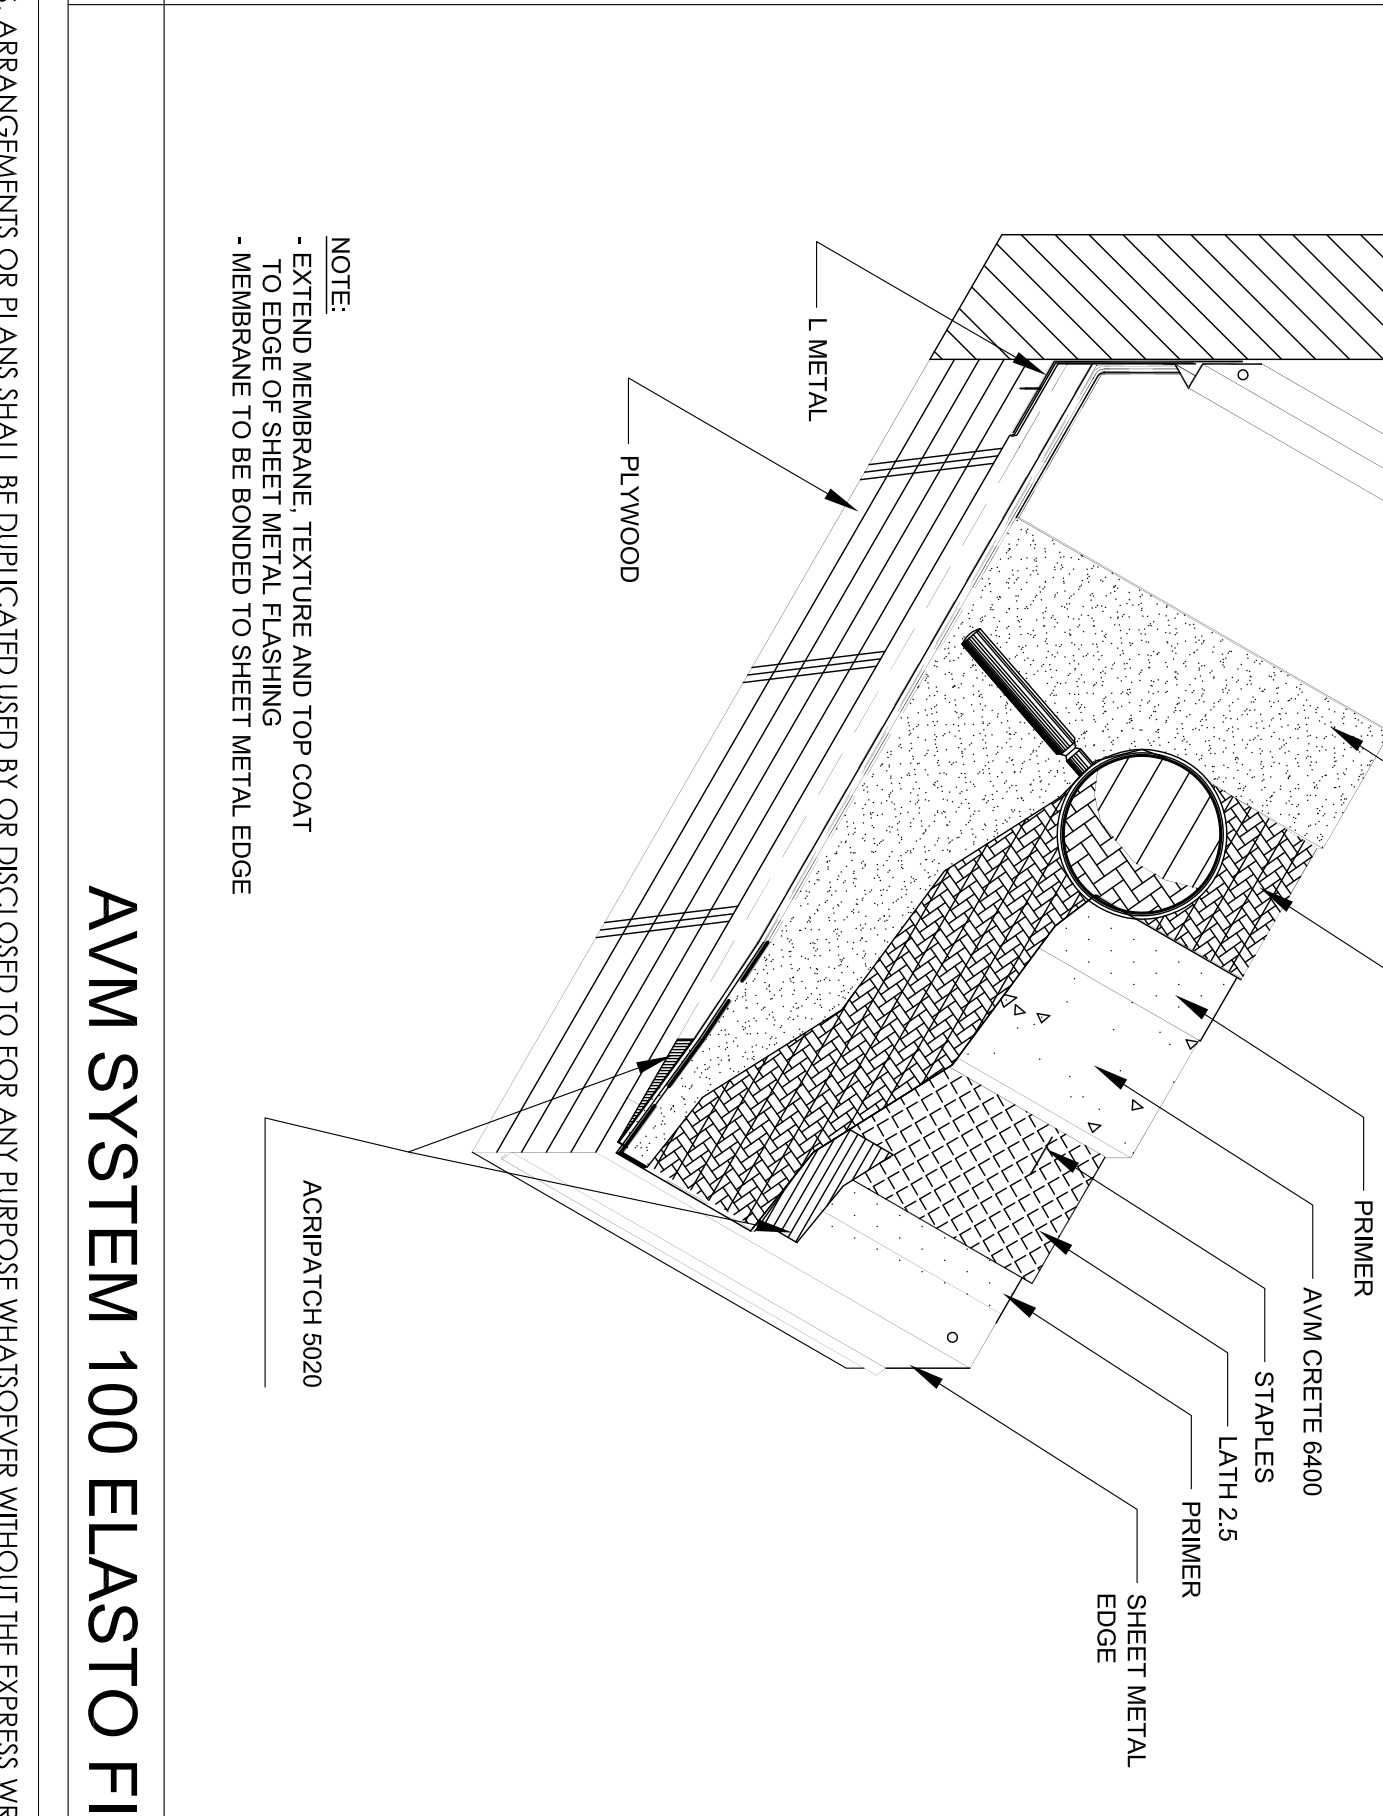 PRIMER
AVM CRETE 6400
STAPLES
LATH 2.5
PRIMER
SHEET METAL
EDGE
L METAL
PLYWOOD
ACRIPATCH 5020
NOTE:
- EXTEND MEMBRANE, TEXTURE AND TOP COAT
TO EDGE OF SHEET METAL FLASHING
- MEMBRANE TO BE BONDED TO SHEET METAL EDGE
AVM SYSTEM 100 ELASTO
ARRANGEMENTS OR PLANS SHALL BE DUPLICATED USED BY OR DISCLOSED TO FOR ANY PURPOSE WHATSOEVER WITHOUT THE EXPRESS